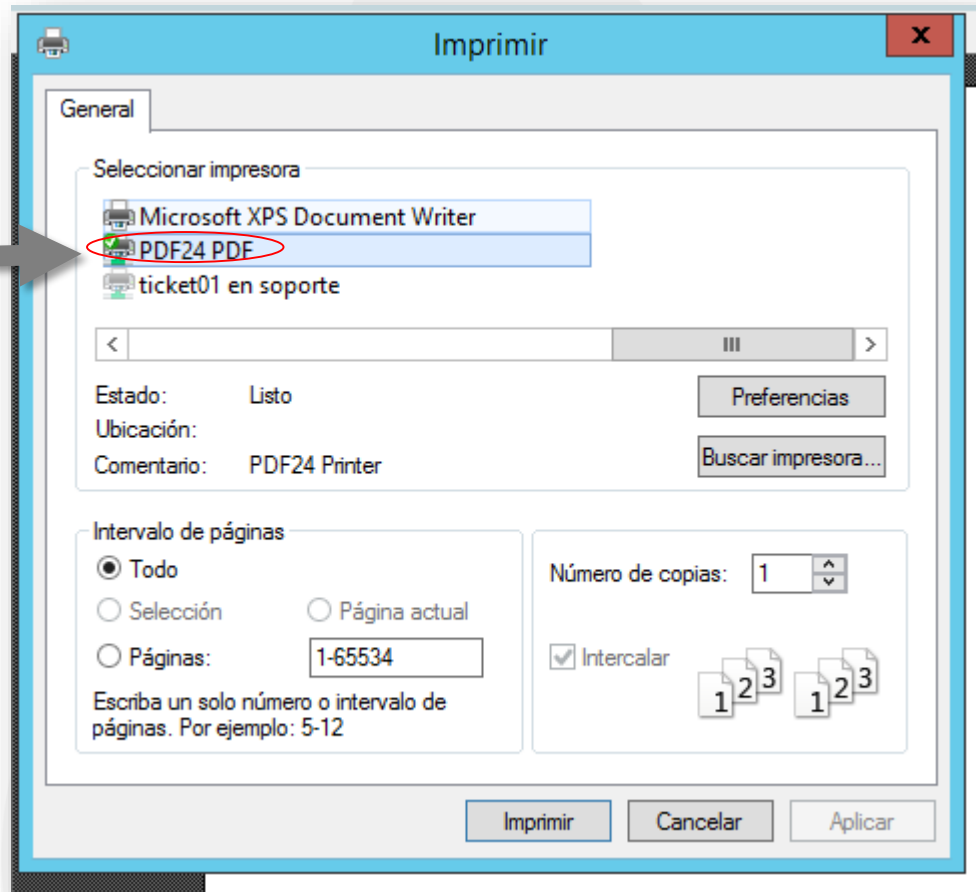 Imprimir
x
General
Seleccionar impresora
Microsoft XPS Document Writer
PDF24 PDF
ticket01 en soporte
Estado: Listo
Preferencias
Ubicación:
Comentario: PDF24 Printer
Buscar impresora...
Intervalo de páginas
Todo
Selección Página actual
Páginas: 1-65534
Escriba un solo número o intervalo de
páginas. Por ejemplo: 5-12
Número de copias: 1
Intercalar
1 2 3 1 2 3
Imprimir Cancelar Aplicar